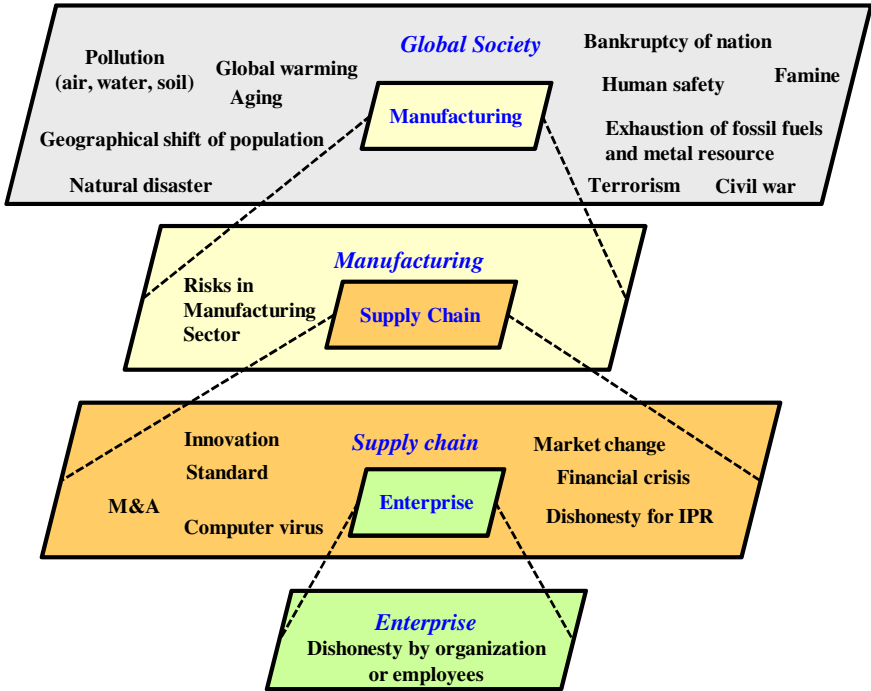 Global Society
Pollution
(air, water, soil)
Global warming
Aging
Geographical shift of population
Natural disaster
Manufacturing
Bankruptcy of nation
Human safety
Famine
Exhaustion of fossil fuels
and metal resource
Terrorism
Civil war
Manufacturing
Risks in
Manufacturing
Sector
Supply Chain
Supply chain
Innovation
Standard
M&A
Computer virus
Enterprise
Market change
Financial crisis
Dishonesty for IPR
Enterprise
Dishonesty by organization
or employees